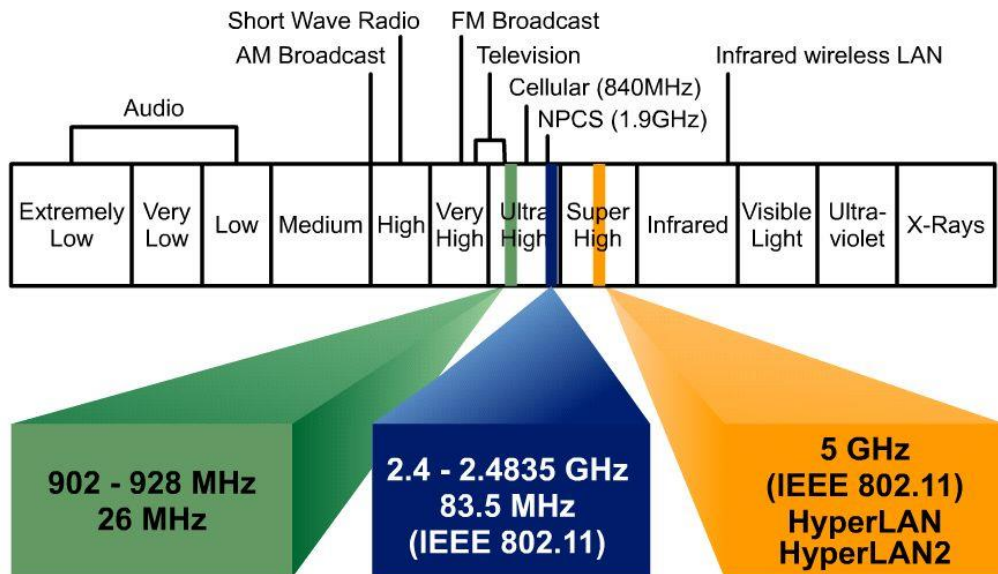 Short Wave Radio
FM Broadcast
AM Broadcast
Television
Infrared wireless LAN
Cellular (840MHz)
Audio
NPCS (1.9GHz)
Extremely
Low
Very
Low
Low
Medium
High
Very
High
Ultra
High
Super
High
Infrared
Visible
Light
Ultra-
violet
X-Rays
902 - 928 MHz
26 MHz
2.4 - 2.4835 GHz
83.5 MHz
(IEEE 802.11)
5 GHz
(IEEE 802.11)
HyperLAN
HyperLAN2